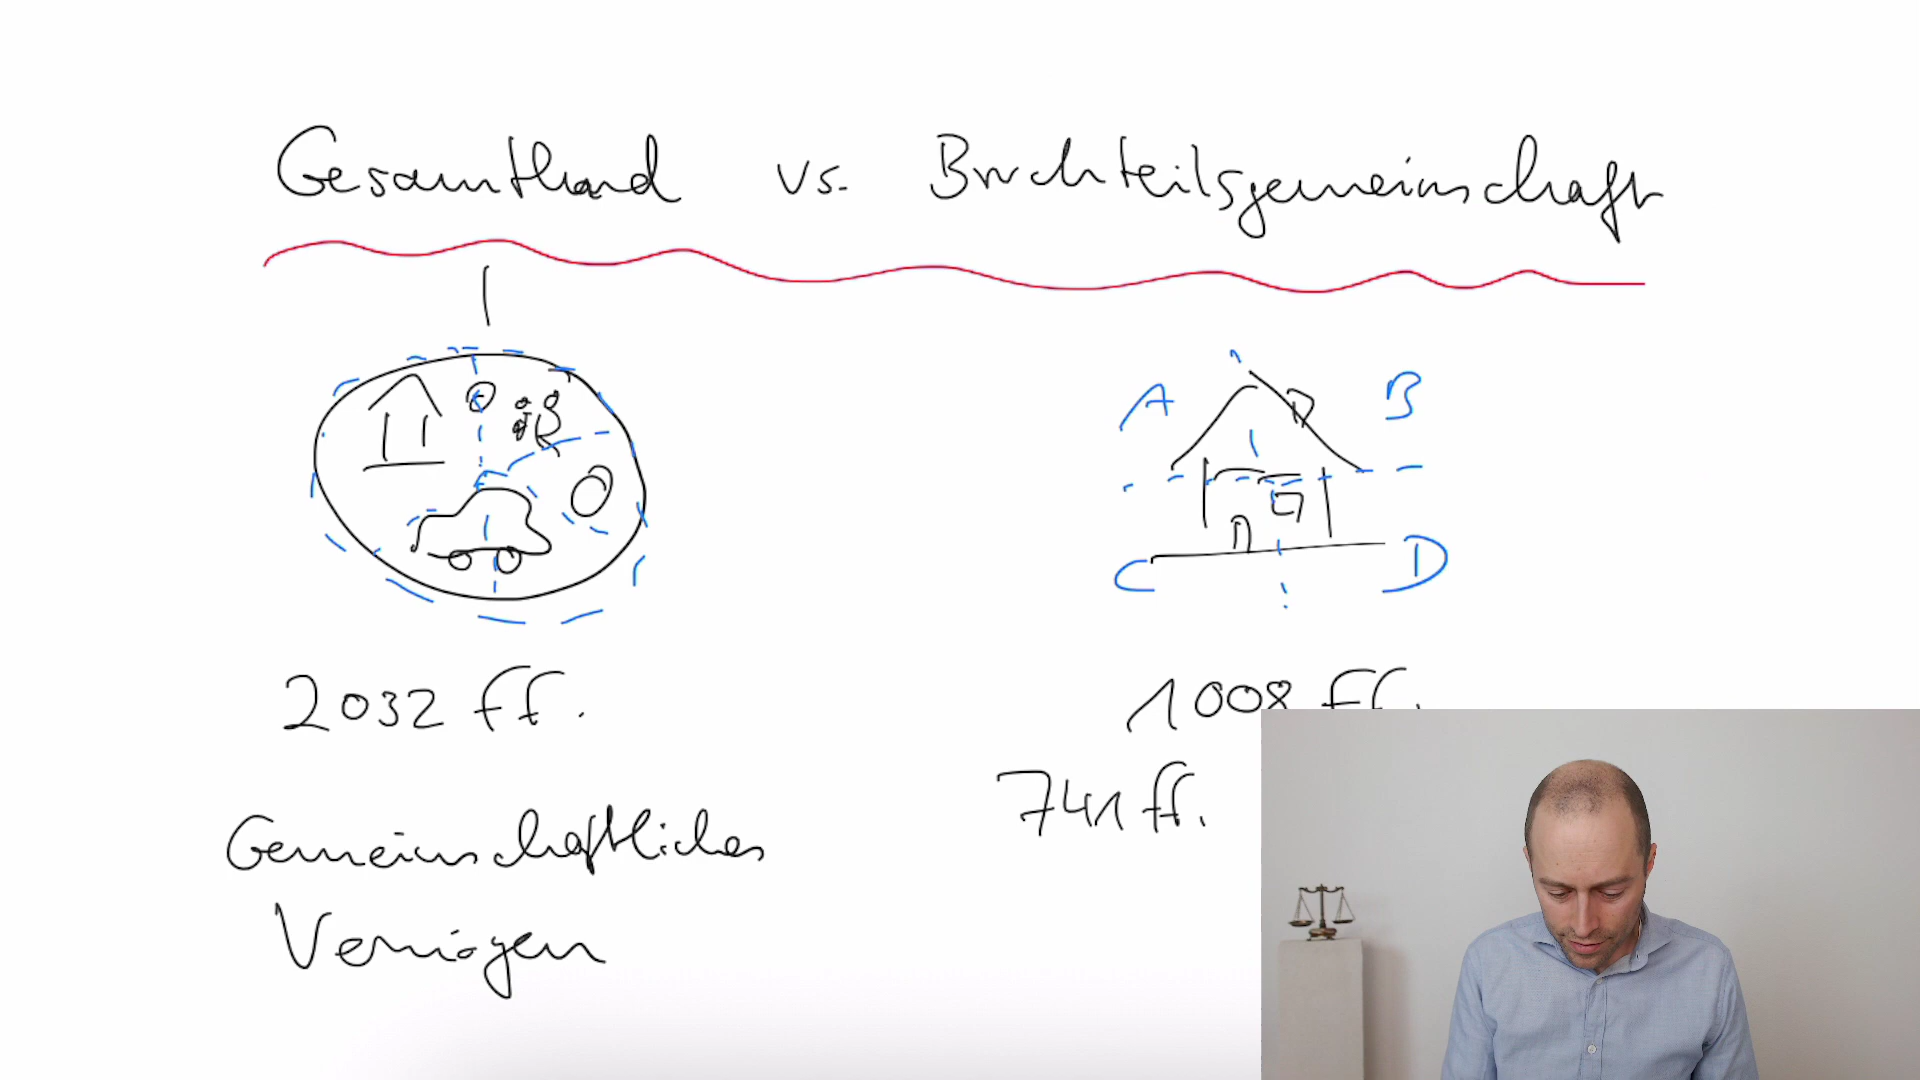 Gesamthand vs. Bruchteilsgemeinschaft
A B
C D
2032 ff. 1008 ff.
741 ff.
Gemeinschaftliches
Vermögen